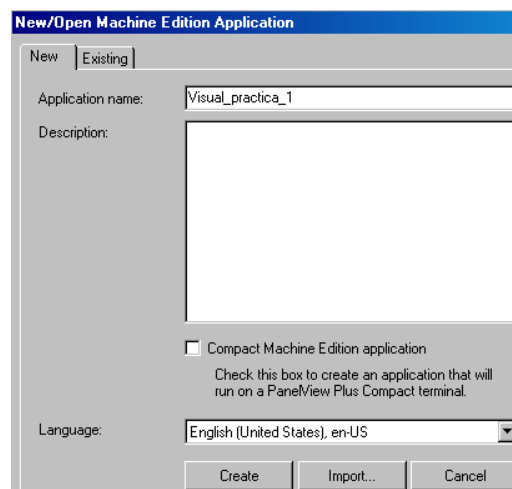 New/Open Machine Edition Application
New Existing
Application name: Visual_practica_1
Description:
Compact Machine Edition application
Check this box to create an application that will
run on a PanelView Plus Compact terminal.
Language: English (United States), en-US
Create Import... Cancel